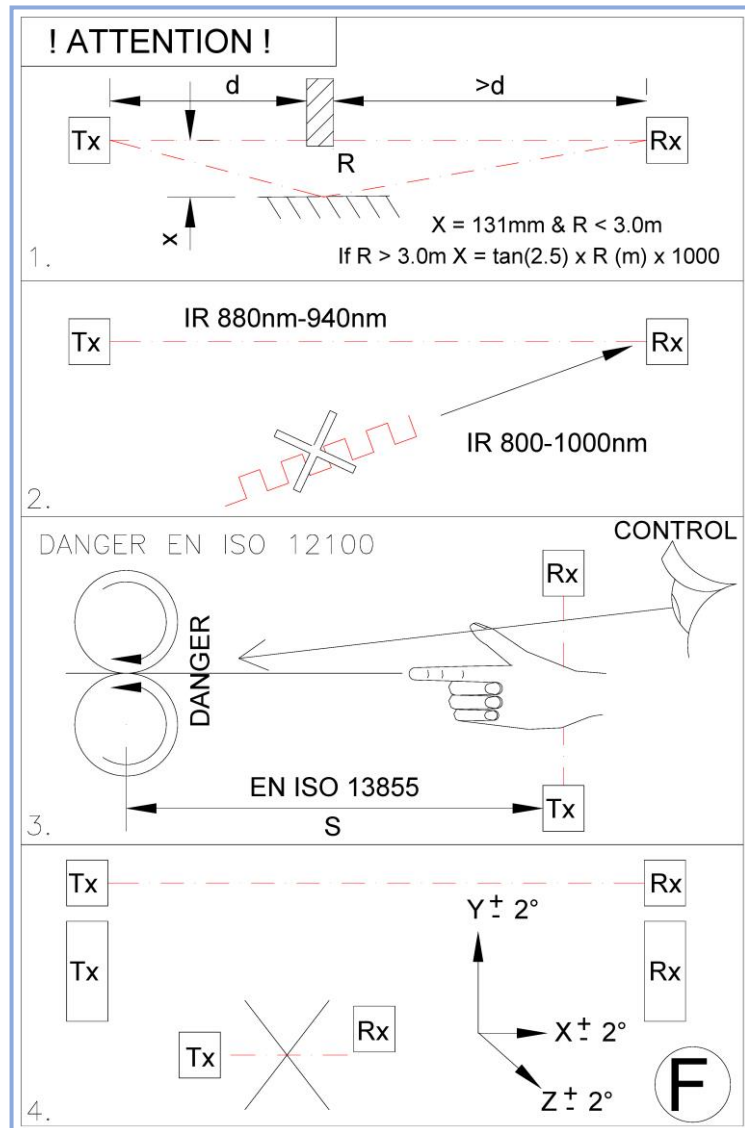 ! ATTENTION !
d
>d
Tx
Rx
R
x
X = 131mm & R < 3.0m
If R > 3.0m X = tan(2.5) x R (m) x 1000
1.
IR 880nm-940nm
Tx
Rx
IR 800-1000nm
2.
DANGER EN ISO 12100
CONTROL
Rx
DANGER
EN ISO 13855
S
Tx
3.
Tx
Rx
Y ± 2°
Tx
Rx
Tx
Rx
X ± 2°
Z ± 2°
F
4.